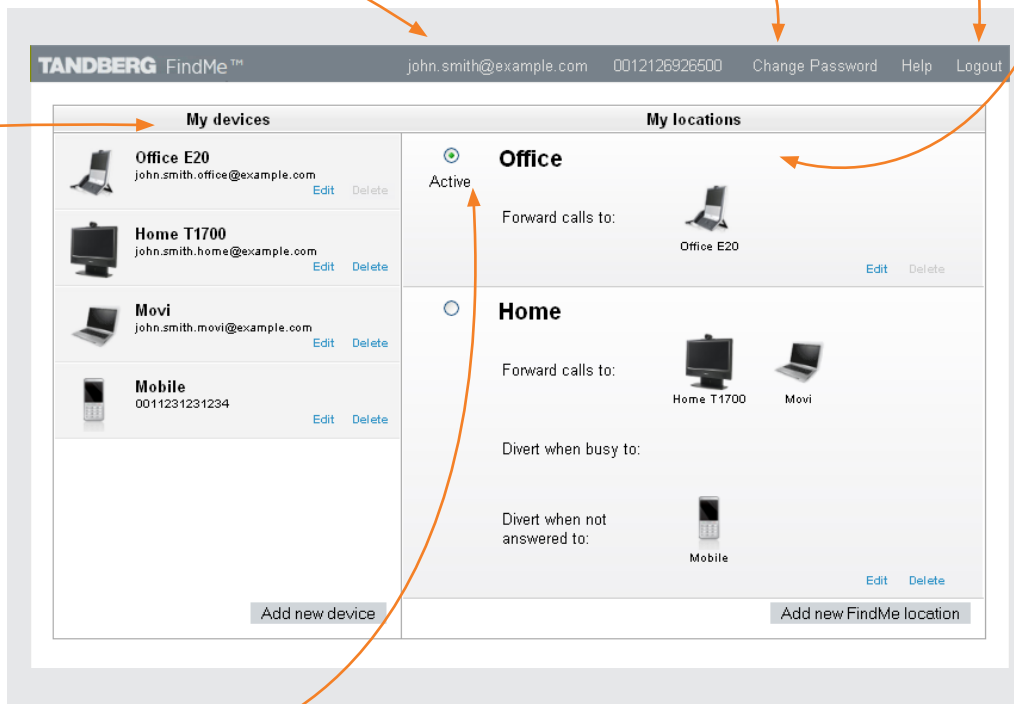 TANDBERG FindMe™ john.smith@example.com 0012126926500 Change Password Help Logout
My devices
Office E20
john.smith.office@example.com
Edit Delete
Home T1700
john.smith.home@example.com
Edit Delete
Movi
john.smith.movi@example.com
Edit Delete
Mobile
0011231231234
Edit Delete
Add new device
My locations
Active
Office
Forward calls to:
Office E20
Edit Delete
Home
Forward calls to:
Home T1700 Movi
Divert when busy to:
Divert when not
answered to:
Mobile
Edit Delete
Add new FindMe location